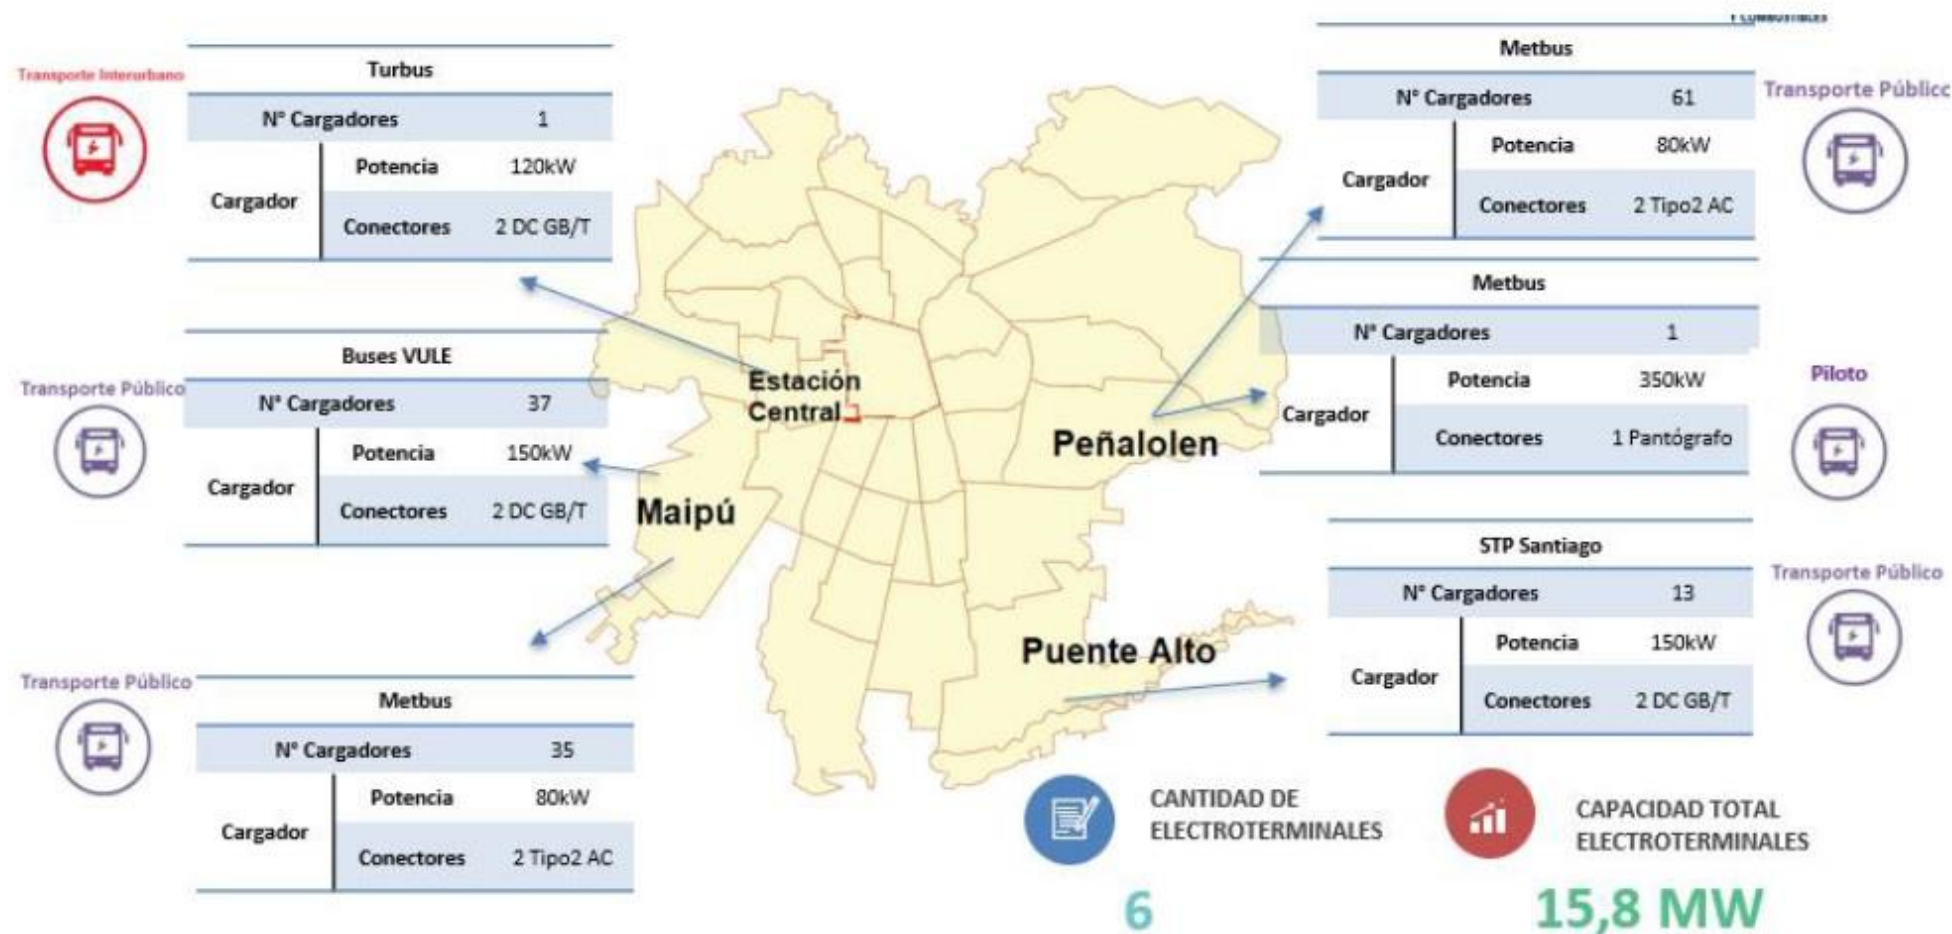 Transporte Interurbano
Turbus
N° Cargadores 1
Cargador
Potencia 120kW
Conectores 2 DC GB/T
Transporte Público
Buses VULE
N° Cargadores 37
Cargador
Potencia 150kW
Conectores 2 DC GB/T
Transporte Público
Metbus
N° Cargadores 35
Cargador
Potencia 80kW
Conectores 2 Tipo2 AC
Estación
Central
Maipú
Peñalolen
Puente Alto
Metbus
N° Cargadores 61
Cargador
Potencia 80kW
Conectores 2 Tipo2 AC
Transporte Públicc
Metbus
N° Cargadores 1
Cargador
Potencia 350kW
Conectores 1 Pantógrafo
Piloto
STP Santiago
N° Cargadores 13
Cargador
Potencia 150kW
Conectores 2 DC GB/T
Transporte Público
CANTIDAD DE
ELECTROTERMINALES
6
CAPACIDAD TOTAL
ELECTROTERMINALES
15,8 MW